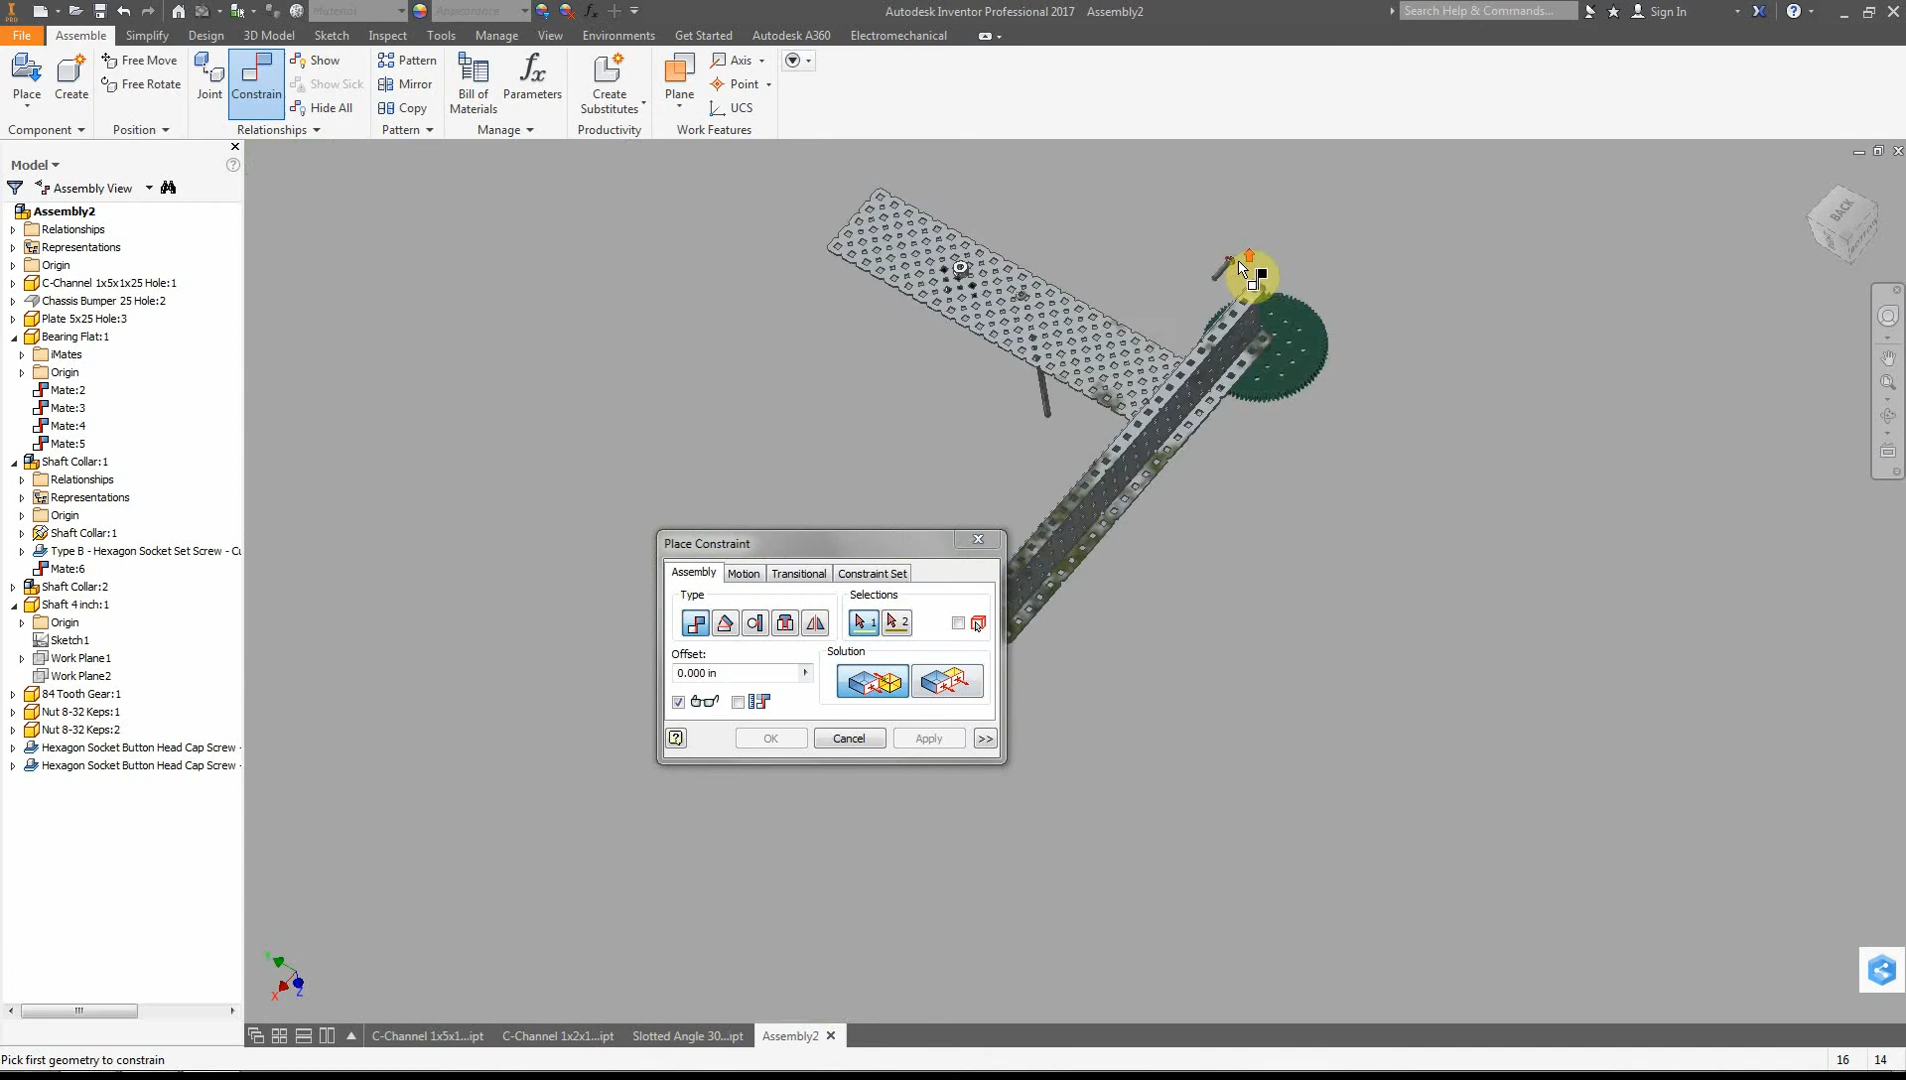 Material
Appearance
Autodesk Inventor Professional 2017 Assembly2
Search Help & Commands...
Sign In
PRO
File
Assemble
Simplify
Design
3D Model
Sketch
Inspect
Tools
Manage
View
Environments
Get Started
Autodesk A360
Electromechanical
Place
Create
Free Move
Free Rotate
Joint
Constrain
Show
Show Sick
Hide All
Pattern
Mirror
Copy
Bill of
Materials
Parameters
Create
Substitutes
Plane
Axis
Point
UCS
Component
Position
Relationships
Pattern
Manage
Productivity
Work Features
Model
Assembly View
Assembly2
Relationships
Representations
Origin
C-Channel 1x5x1x25 Hole:1
Chassis Bumper 25 Hole:2
Plate 5x25 Hole:3
Bearing Flat:1
iMates
Origin
Mate:2
Mate:3
Mate:4
Mate:5
Shaft Collar:1
Relationships
Representations
Origin
Shaft Collar:1
Type B - Hexagon Socket Set Screw - Cu
Mate:6
Shaft Collar:2
Shaft 4 inch:1
Origin
Sketch1
Work Plane1
Work Plane2
84 Tooth Gear:1
Nut 8-32 Keps:1
Nut 8-32 Keps:2
Hexagon Socket Button Head Cap Screw -
Hexagon Socket Button Head Cap Screw -
BACK
Place Constraint
Assembly
Motion
Transitional
Constraint Set
Type
Selections
1
2
Offset:
Solution
0.000 in
OK
Cancel
Apply
>>
X
Z
C-Channel 1x5x1...ipt
C-Channel 1x2x1...ipt
Slotted Angle 30...ipt
Assembly2
Pick first geometry to constrain
16
14